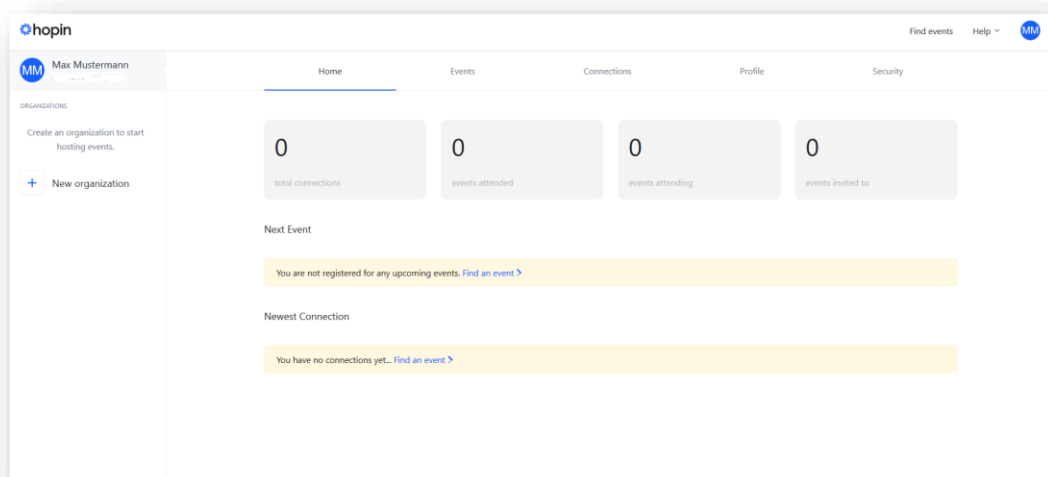 hopin
Find events Help MM
MM Max Mustermann
ORGANIZATIONS
Create an organization to start
hosting events.
+ New organization
Home Events Connections Profile Security
0 0 0 0
total connections events attended events attending events invited to
Next Event
You are not registered for any upcoming events. Find an event
Newest Connection
You have no connections yet... Find an event